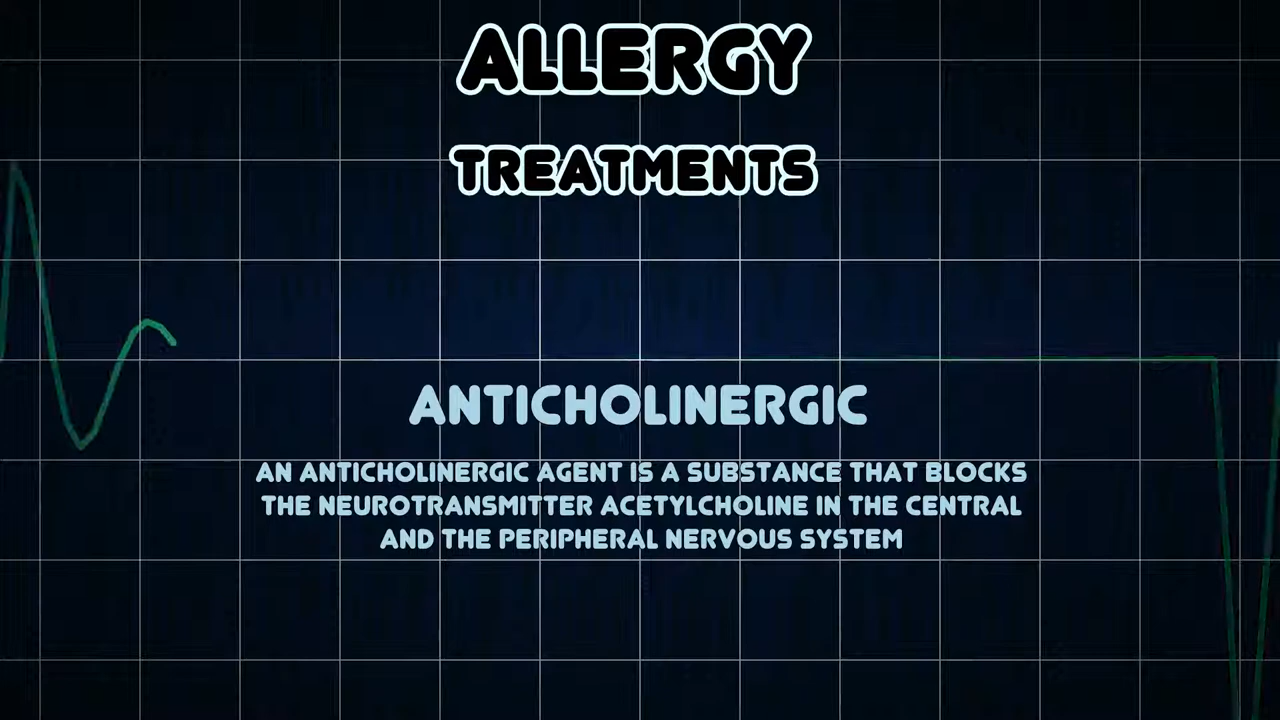 ALLERGY
TREATMENTS
ANTICHOLINERGIC
AN ANTICHOLINERGIC AGENT IS A SUBSTANCE THAT BLOCKS
THE NEUROTRANSMITTER ACETYLCHOLINE IN THE CENTRAL
AND THE PERIPHERAL NERVOUS SYSTEM